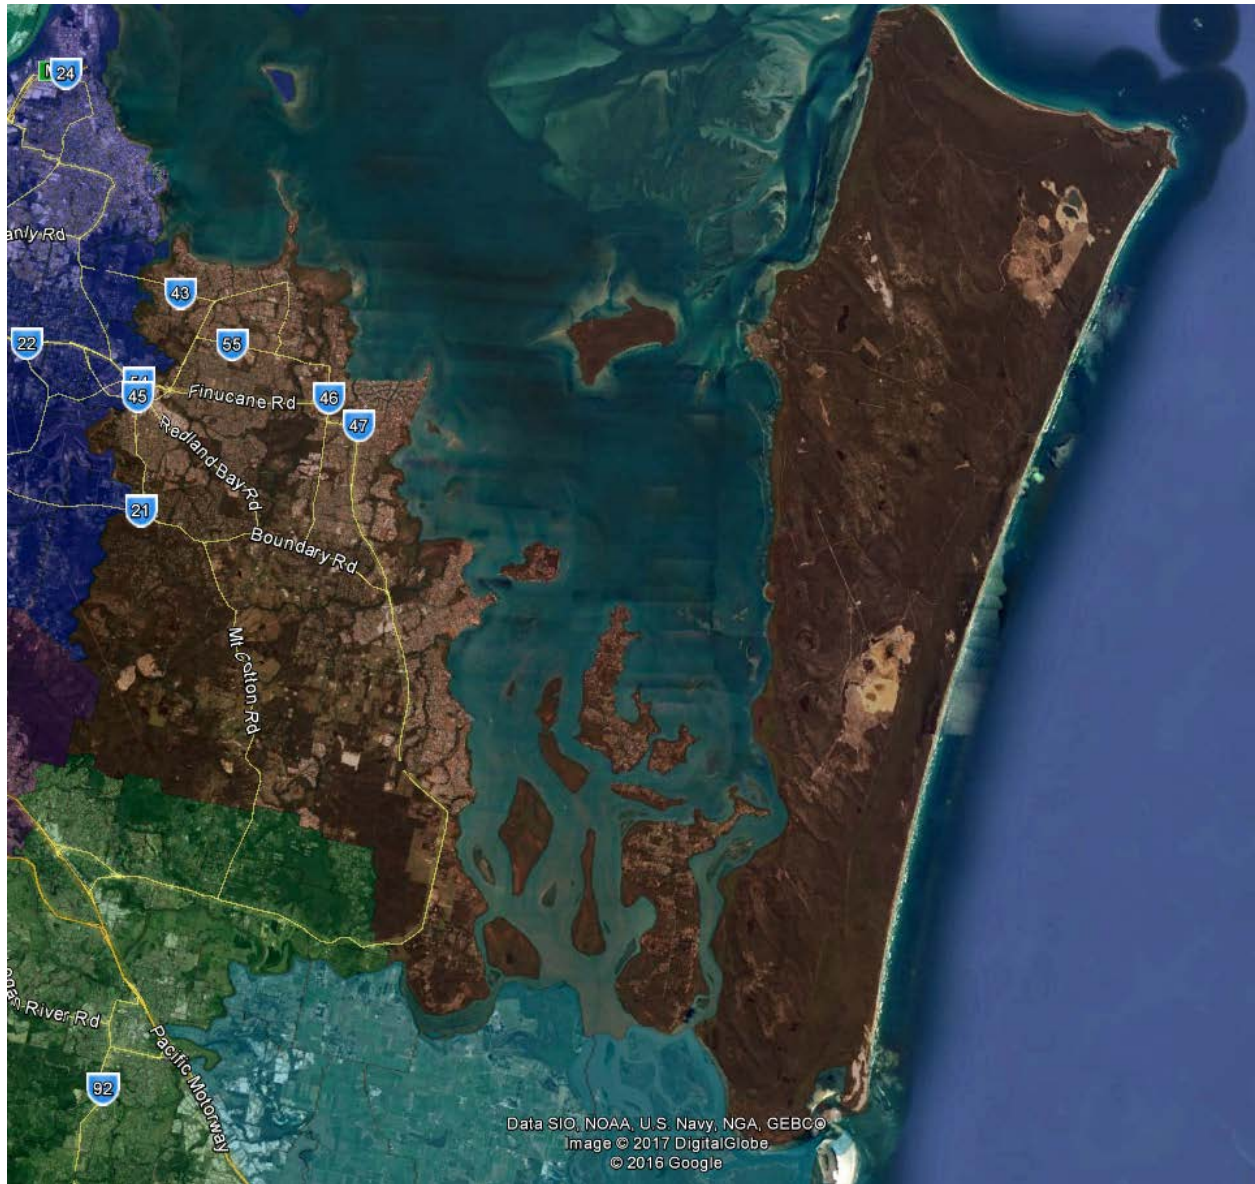 24
anly Rd
43
22
55
45
Finucane Rd
46
47
Redland Bay Rd
21
Boundary Rd
Mt Cotton Rd
River Rd
Pacific Motorway
92
Data SIO, NOAA, U.S. Navy, NGA, GEBCO
Image © 2017 DigitalGlobe
© 2016 Google